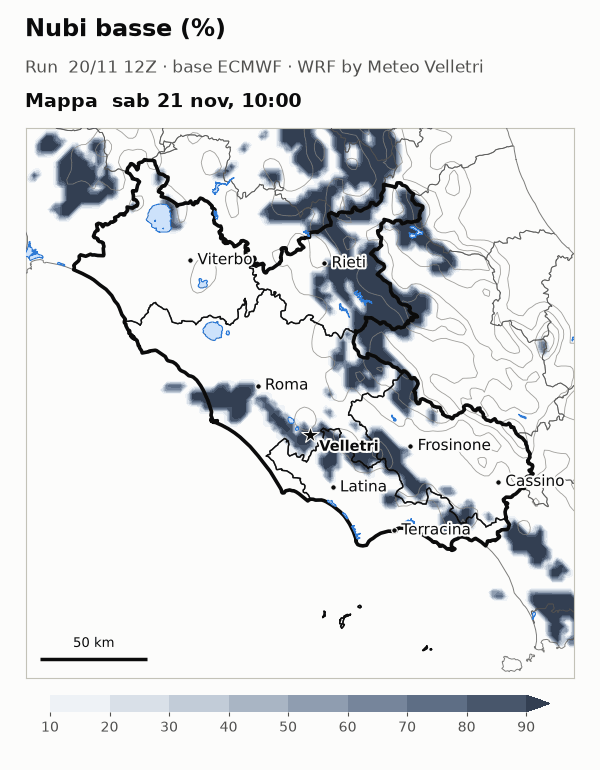 Nubi basse (%)
Run  20/11 12Z · base ECMWF · WRF by Meteo Velletri
Mappa  sab 21 nov, 10:00
Viterbo
Rieti
Roma
Velletri
Frosinone
Cassino
Latina
Terracina
50 km
10 20 30 40 50 60 70 80 90